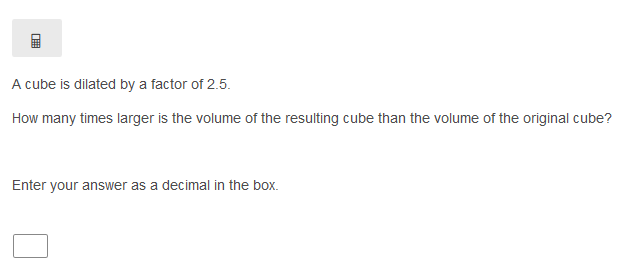 A cube is dilated by a factor of 2.5.
How many times larger is the volume of the resulting cube than the volume of the original cube?
Enter your answer as a decimal in the box.